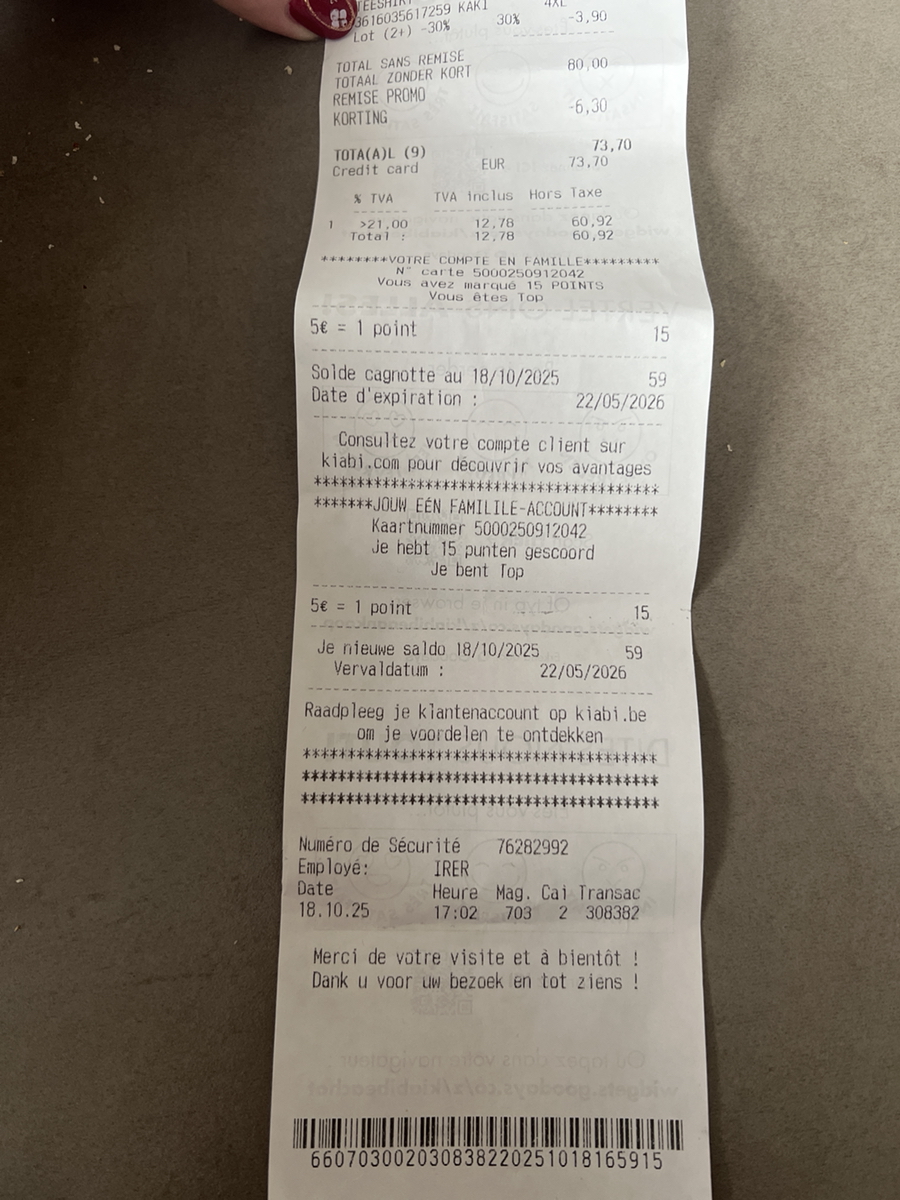 TEESHIRT 4XL
3616035617259 KAKI
Lot (2+) -30% 30% -3,90
TOTAL SANS REMISE 80,00
TOTAAL ZONDER KORT
REMISE PROMO -6,30
KORTING
TOTA(A)L (9) 73,70
Credit card EUR 73,70
% TVA TVA inclus Hors Taxe
1 >21,00 12,78 60,92
Total : 12,78 60,92
********VOTRE COMPTE EN FAMILLE*********
N° carte 5000250912042
Vous avez marqué 15 POINTS
Vous êtes Top
5€ = 1 point 15
Solde cagnotte au 18/10/2025 59
Date d'expiration : 22/05/2026
Consultez votre compte client sur
kiabi.com pour découvrir vos avantages
****************************************
*******JOUW EÉN FAMILILE-ACCOUNT********
Kaartnummer 5000250912042
Je hebt 15 punten gescoord
Je bent Top
5€ = 1 point 15
Je nieuwe saldo 18/10/2025 59
Vervaldatum : 22/05/2026
Raadpleeg je klantenaccount op kiabi.be
om je voordelen te ontdekken
****************************************
****************************************
****************************************
Numéro de Sécurité 76282992
Employé: IRER
Date Heure Mag. Cai Transac
18.10.25 17:02 703 2 308382
Merci de votre visite et à bientôt !
Dank u voor uw bezoek en tot ziens !
66070300203083822025101816​5915